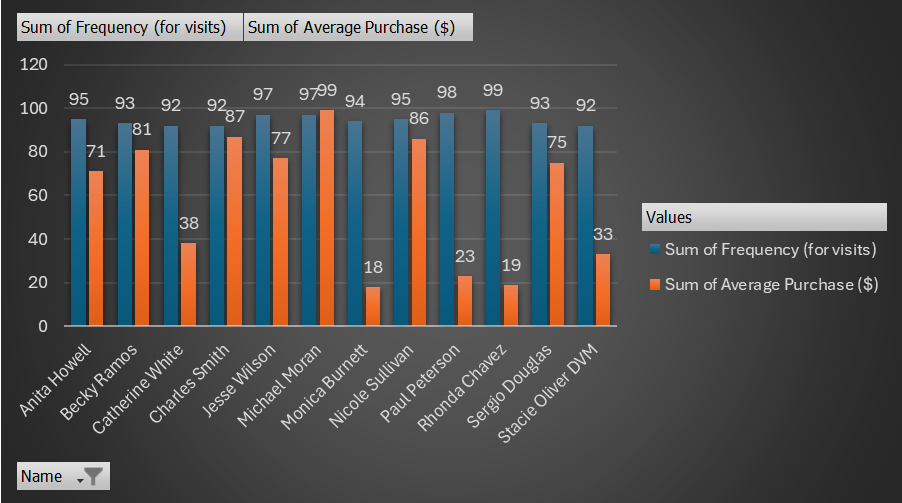 Sum of Frequency (for visits) Sum of Average Purchase ($)
120
100
80
60
40
20
0
95 71 93 81 92 38 92 87 97 77 97 99 94 18 95 86 98 23 99 19 93 75 92 33
Anita Howell
Becky Ramos
Catherine White
Charles Smith
Jesse Wilson
Michael Moran
Monica Burnett
Nicole Sullivan
Paul Peterson
Rhonda Chavez
Sergio Douglas
Stacie Oliver DVM
Values
Sum of Frequency (for visits)
Sum of Average Purchase ($)
Name